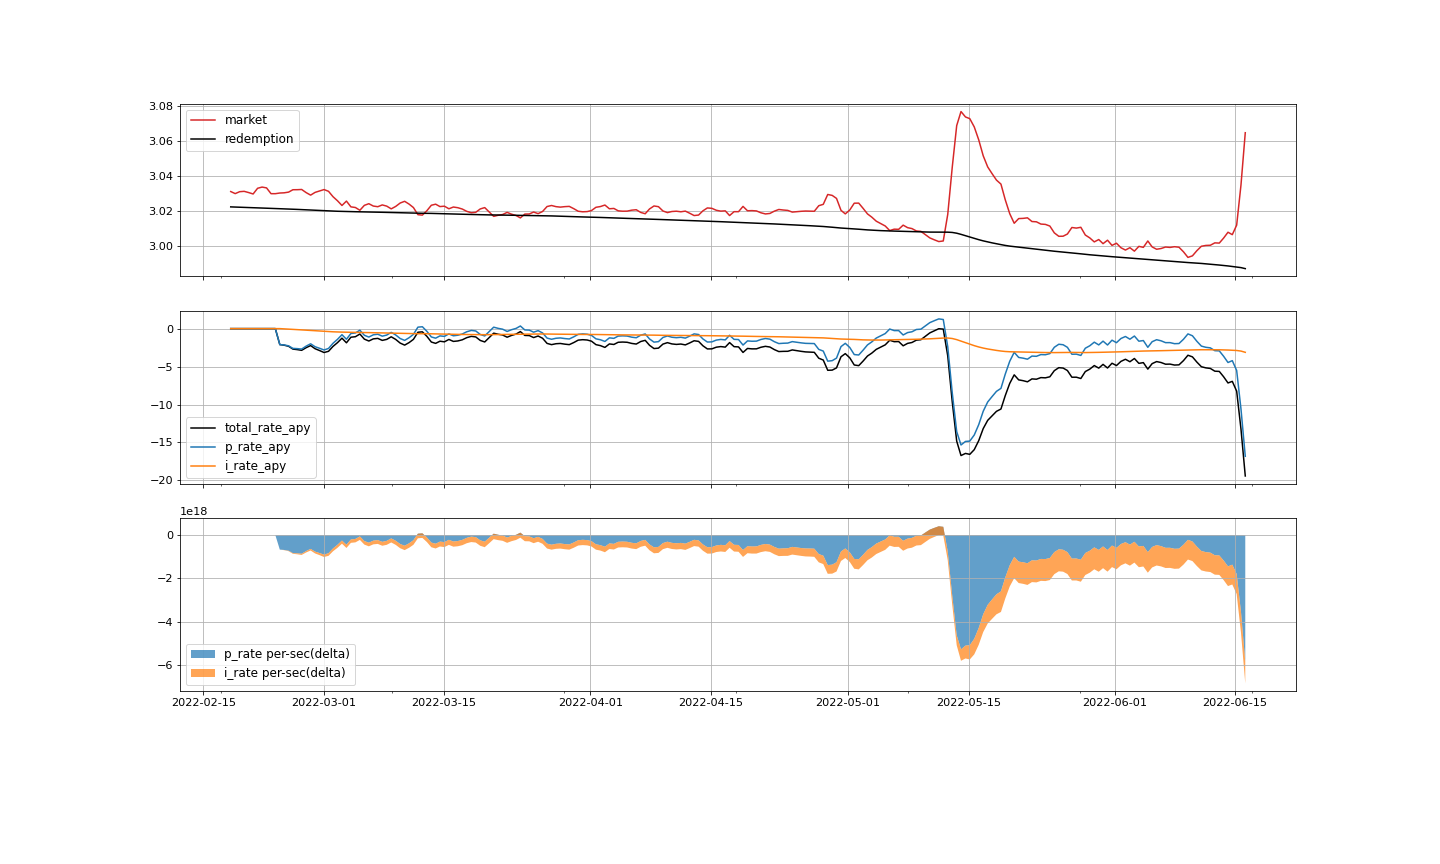 3.08
3.06
3.04
3.02
3.00
market
redemption
0
−5
−10
−15
−20
total_rate_apy
p_rate_apy
i_rate_apy
1e18
0
−2
−4
−6
p_rate per-sec(delta)
i_rate per-sec(delta)
2022-02-15 2022-03-01 2022-03-15 2022-04-01 2022-04-15 2022-05-01 2022-05-15 2022-06-01 2022-06-15